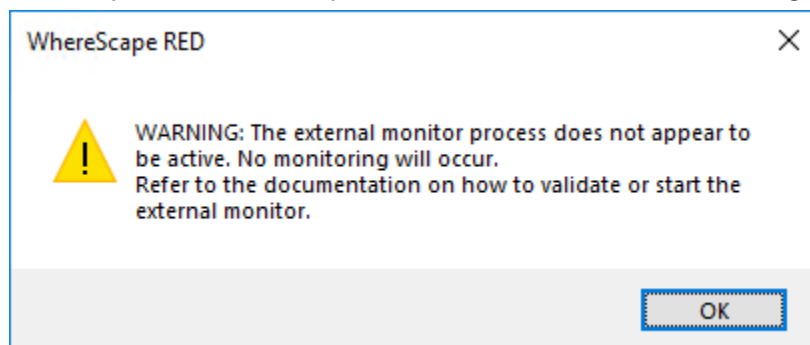 WhereScape RED
WARNING: The external monitor process does not appear to
be active. No monitoring will occur.
Refer to the documentation on how to validate or start the
external monitor.
OK